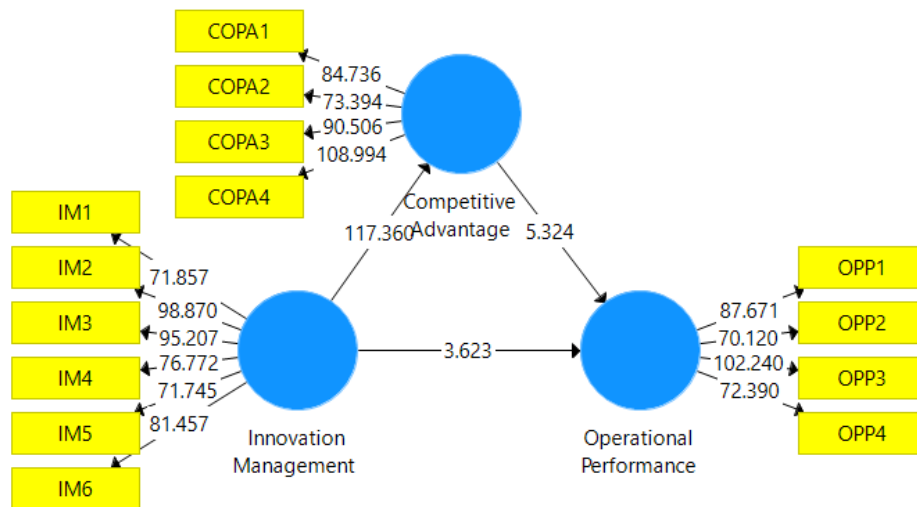 COPA1
COPA2
COPA3
COPA4
84.736
73.394
90.506
108.994
Competitive
Advantage
117.360
5.324
IM1
IM2
IM3
IM4
IM5
IM6
71.857
98.870
95.207
76.772
71.745
81.457
Innovation
Management
3.623
Operational
Performance
87.671
70.120
102.240
72.390
OPP1
OPP2
OPP3
OPP4